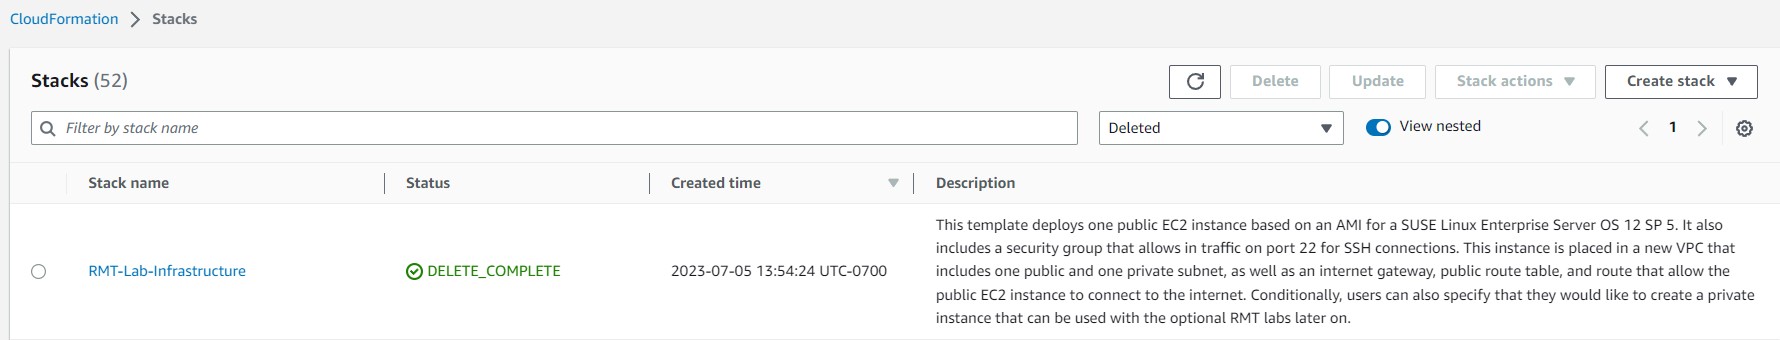 CloudFormation > Stacks
Stacks (52)
Delete
Update
Stack actions
Create stack
Filter by stack name
Deleted
View nested
1
Stack name
Status
Created time
Description
RMT-Lab-Infrastructure
DELETE_COMPLETE
2023-07-05 13:54:24 UTC-0700
This template deploys one public EC2 instance based on an AMI for a SUSE Linux Enterprise Server OS 12 SP 5. It also
includes a security group that allows in traffic on port 22 for SSH connections. This instance is placed in a new VPC that
includes one public and one private subnet, as well as an internet gateway, public route table, and route that allow the
public EC2 instance to connect to the internet. Conditionally, users can also specify that they would like to create a private
instance that can be used with the optional RMT labs later on.